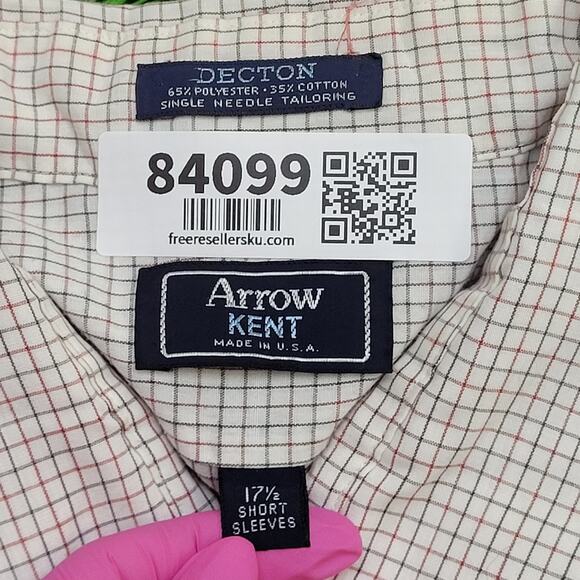 DECTON
65% POLYESTER • 35% COTTON
SINGLE NEEDLE TAILORING
84099
freeresellersku.com
Arrow
KENT
MADE IN U.S.A.
17½
SHORT
SLEEVES